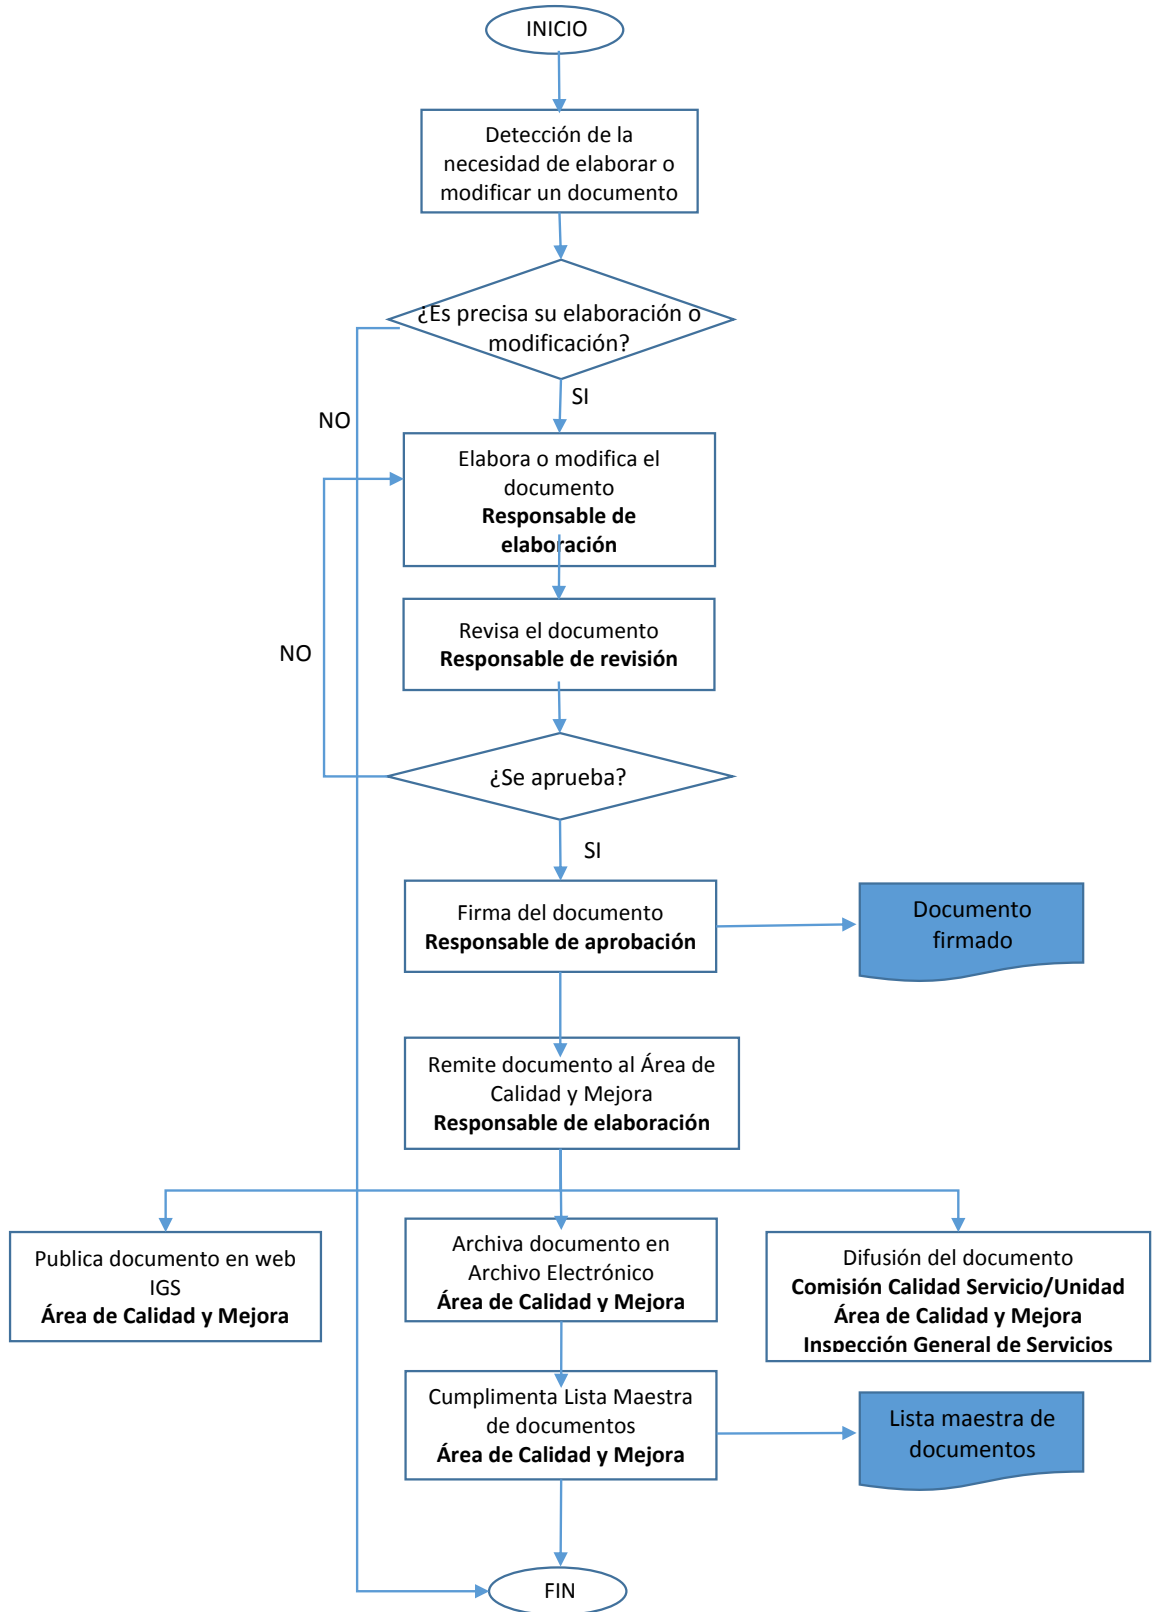 INICIO
Detección de la
necesidad de elaborar o
modificar un documento
¿Es precisa su elaboración o
modificación?
SI
NO
Elabora o modifica el
documento
Responsable de
elaboración
Revisa el documento
Responsable de revisión
NO
¿Se aprueba?
SI
Firma del documento
Responsable de aprobación
Documento
firmado
Remite documento al Área de
Calidad y Mejora
Responsable de elaboración
Publica documento en web
IGS
Área de Calidad y Mejora
Archiva documento en
Archivo Electrónico
Área de Calidad y Mejora
Difusión del documento
Comisión Calidad Servicio/Unidad
Área de Calidad y Mejora
Inspección General de Servicios
Cumplimenta Lista Maestra
de documentos
Área de Calidad y Mejora
Lista maestra de
documentos
FIN